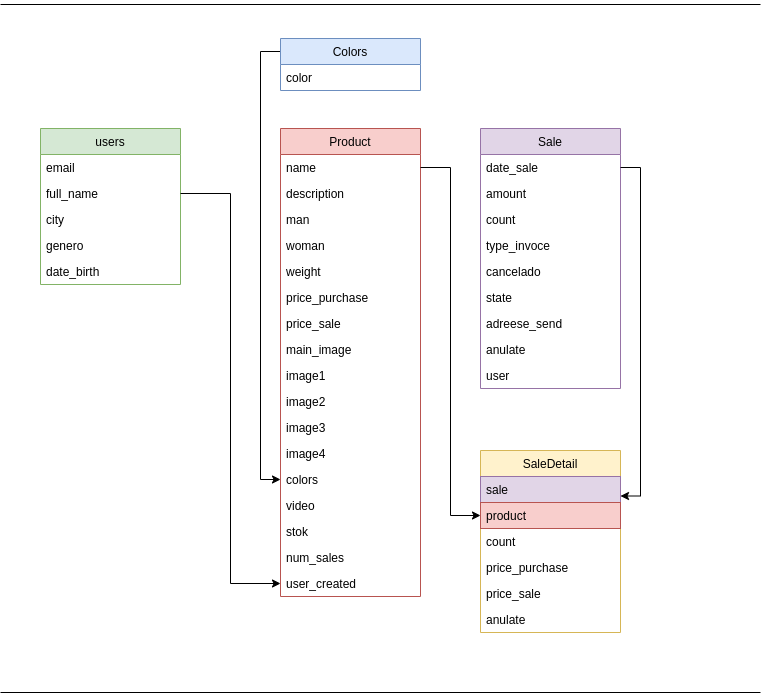 Colors
color
users
email
full_name
city
genero
date_birth
Product
name
description
man
woman
weight
price_purchase
price_sale
main_image
image1
image2
image3
image4
colors
video
stok
num_sales
user_created
Sale
date_sale
amount
count
type_invoce
cancelado
state
adreese_send
anulate
user
SaleDetail
sale
product
count
price_purchase
price_sale
anulate